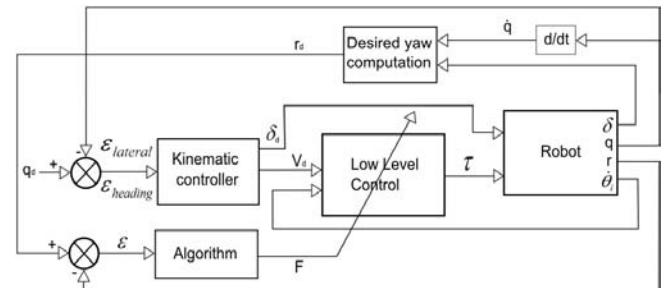 r_d
Desired yaw
computation
q̇
d/dt
-
ε_lateral
δ_d
δ
q
r
θ̇_i
+
q_d
ε_heading
Kinematic
controller
V_d
Low Level
Control
τ
Robot
+
ε
Algorithm
F
-